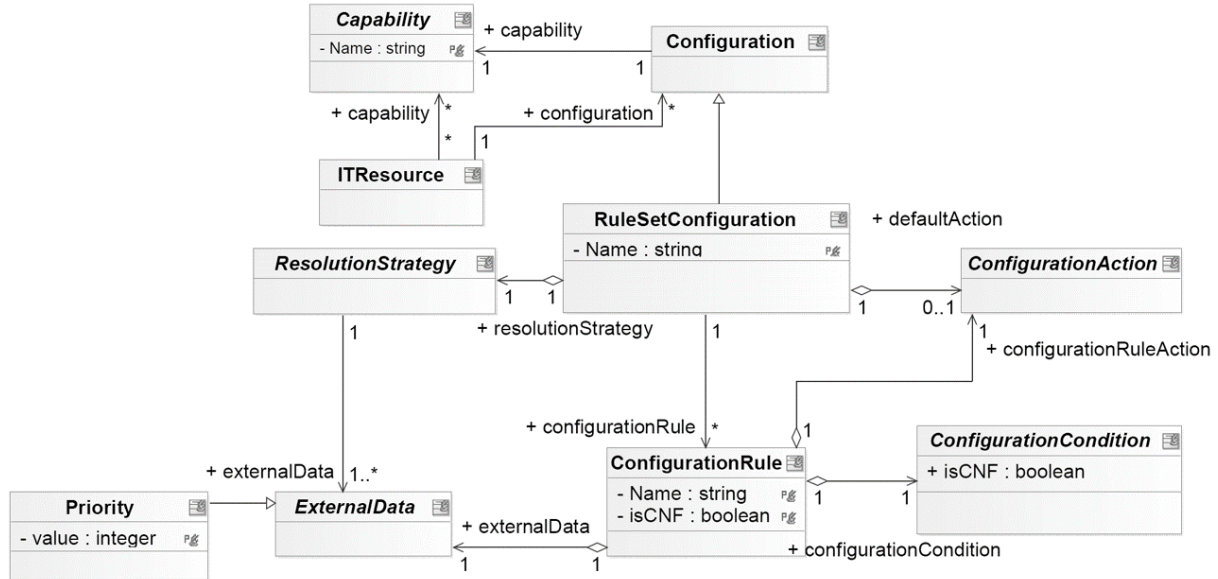 Capability
- Name : string
+ capability
1
1
Configuration
+ capability
*
*
+ configuration
*
1
ITResource
RuleSetConfiguration
- Name : string
+ defaultAction
ResolutionStrategy
1
1
+ resolutionStrategy
1
0..1
ConfigurationAction
1
1
1
+ configurationRuleAction
+ configurationRule
*
1
+ externalData
1..*
ConfigurationRule
- Name : string
- isCNF : boolean
1
1
ConfigurationCondition
+ isCNF : boolean
Priority
- value : integer
ExternalData
+ externalData
1
1
+ configurationCondition